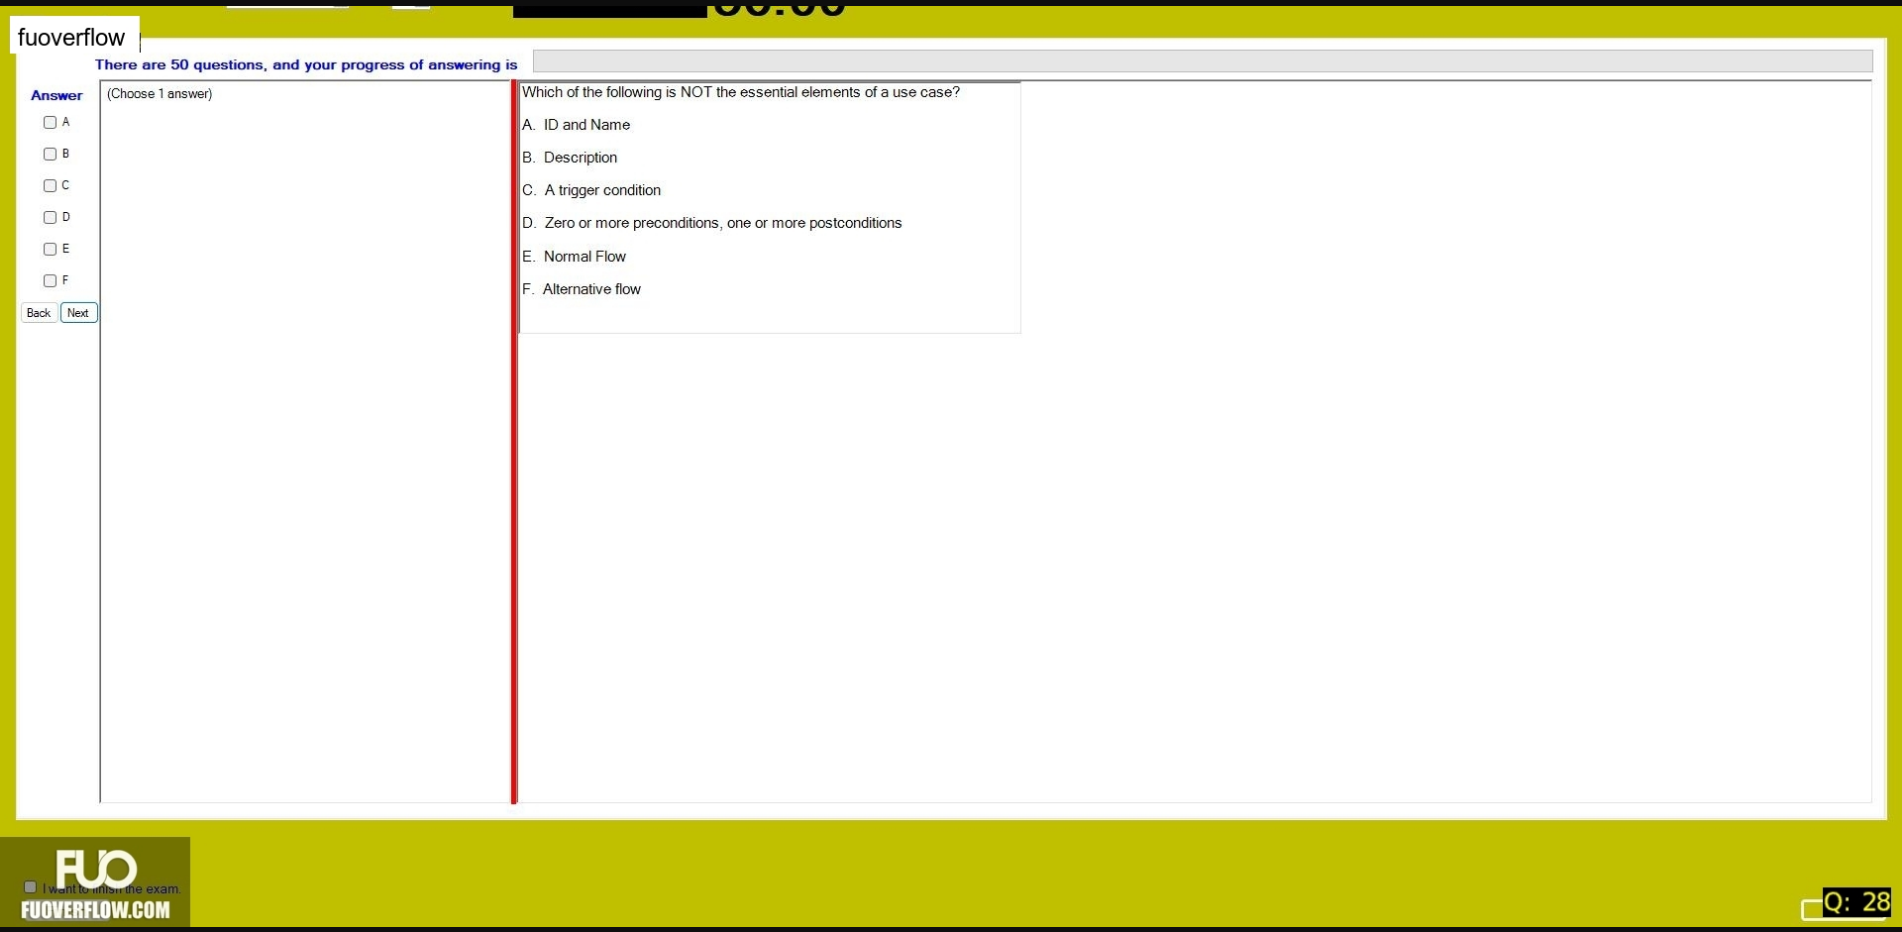 fuoverflow
There are 50 questions, and your progress of answering is
Answer
(Choose 1 answer)
A
B
C
D
E
F
Back Next
Which of the following is NOT the essential elements of a use case?
A. ID and Name
B. Description
C. A trigger condition
D. Zero or more preconditions, one or more postconditions
E. Normal Flow
F. Alternative flow
FUO
I want to finish the exam.
FUOVERFLOW.COM
Q: 28